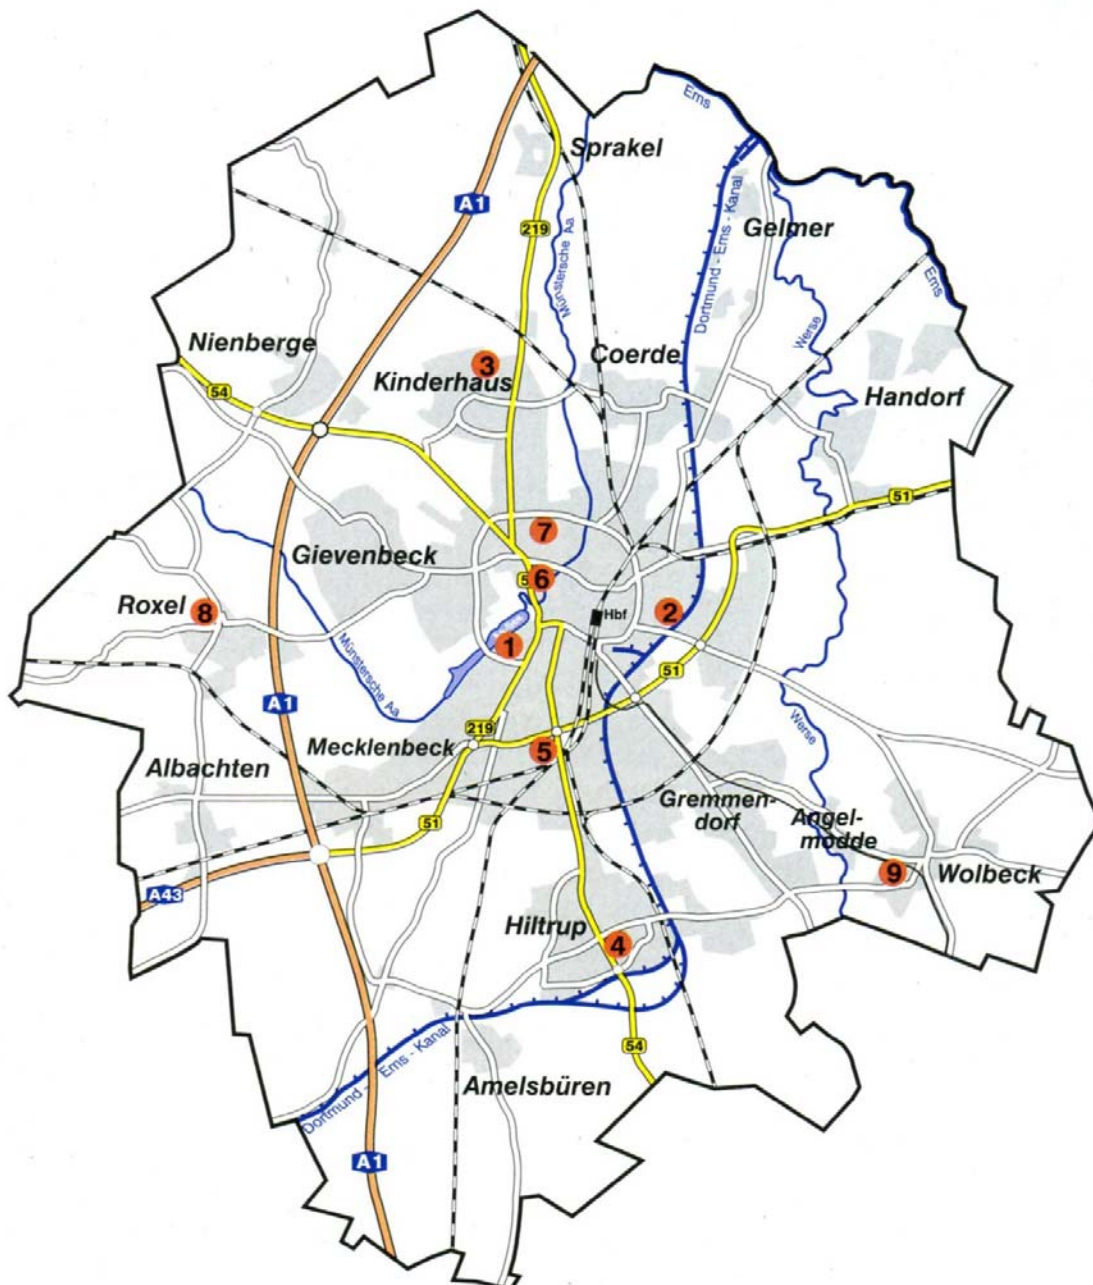 Ems
Sprakel
A1
219
Münstersche Aa
Dortmund - Ems - Kanal
Gelmer
Ems
Nienberge
54
3
Kinderhaus
Coerde
Werse
Handorf
51
7
Gievenbeck
6
Roxel
8
Hbf
2
1
Münstersche Aa
51
A1
219
Mecklenbeck
5
Werse
Albachten
Gremmen-
dorf
Angel-
modde
51
A43
9
Wolbeck
Hiltrup
4
54
Dortmund - Ems - Kanal
Amelsbüren
A1